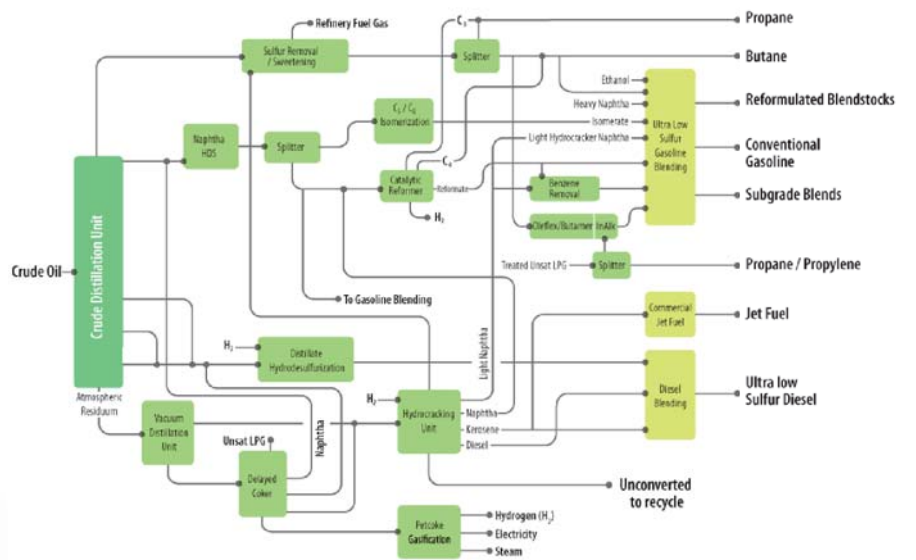 Refinery Fuel Gas
C₃
Propane
Sulfur Removal
/ Sweetening
Splitter
Butane
Ethanol
Reformulated Blendstocks
Heavy Naphtha
C₅ / C₆
Isomerization
Isomerate
Naphtha
HDS
Splitter
Light Hydrocracker Naphtha
Ultra Low
Sulfur
Gasoline
Blending
Conventional
Gasoline
C₄
Catalytic
Reformer
Reformate
Benzene
Removal
Subgrade Blends
H₂
Oleflex/Butamer
InAlk
Crude Oil
Crude Distillation Unit
Treated Unsat LPG
Splitter
Propane / Propylene
To Gasoline Blending
Commercial
Jet Fuel
Jet Fuel
H₂
Distillate
Hydrodesulfurization
Light Naphtha
Diesel
Blending
Ultra low
Sulfur Diesel
Atmospheric
Residuum
H₂
Hydrocracking
Unit
Naphtha
Kerosene
Diesel
Vacuum
Distillation
Unit
Unsat LPG
Naphtha
Delayed
Coker
Unconverted
to recycle
Petcoke
Gasification
Hydrogen (H₂)
Electricity
Steam